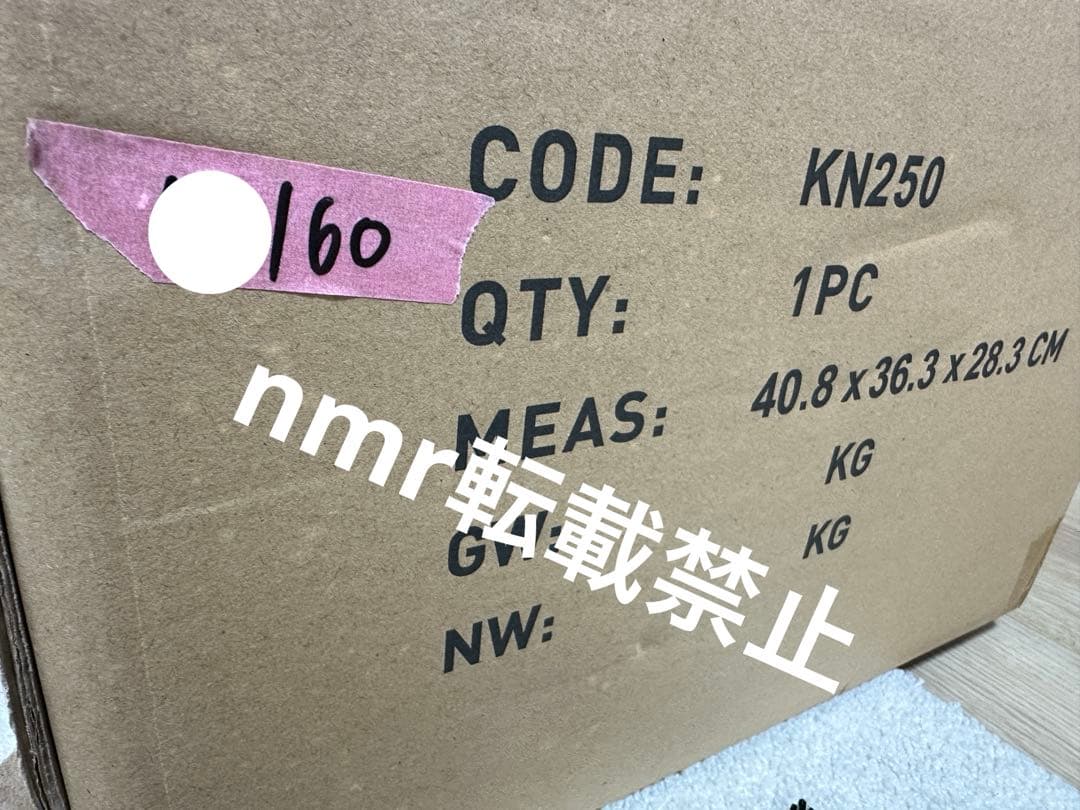 /60
CODE: KN250
QTY: 1PC
MEAS: 40.8 x 36.3 x 28.3 CM
GW: KG
NW: KG
nmr転載禁止